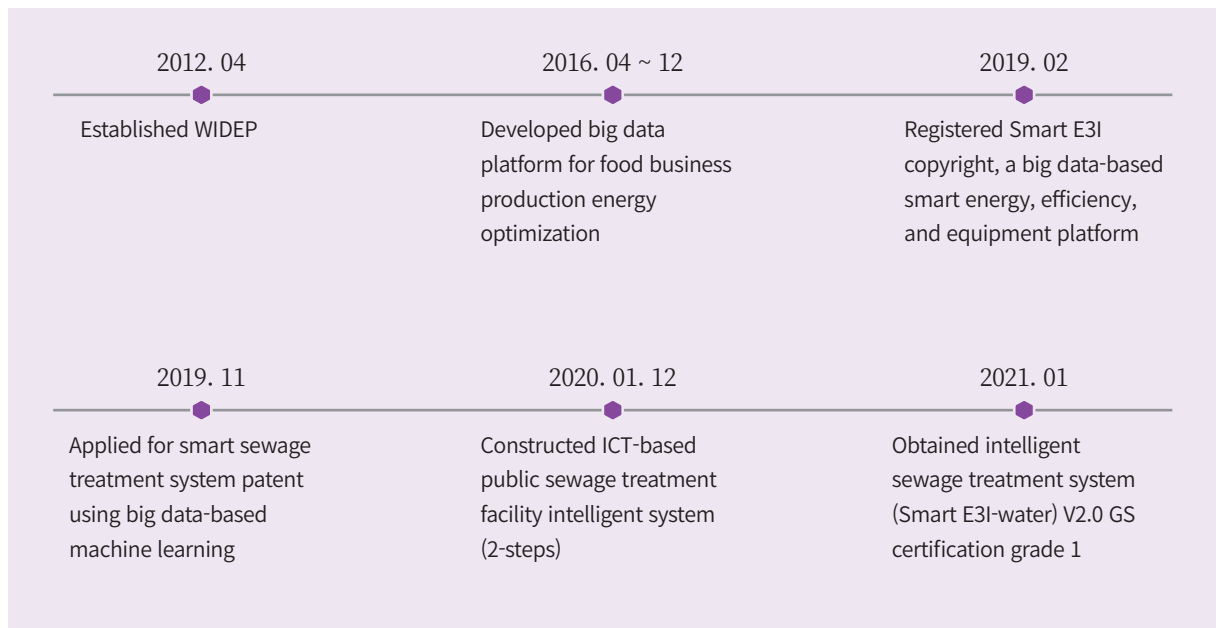 2012. 04
2016. 04 ~ 12
2019. 02
Established WIDEP
Developed big data
platform for food business
production energy
optimization
Registered Smart E3I
copyright, a big data-based
smart energy, efficiency,
and equipment platform
2019. 11
2020. 01. 12
2021. 01
Applied for smart sewage
treatment system patent
using big data-based
machine learning
Constructed ICT-based
public sewage treatment
facility intelligent system
(2-steps)
Obtained intelligent
sewage treatment system
(Smart E3I-water) V2.0 GS
certification grade 1